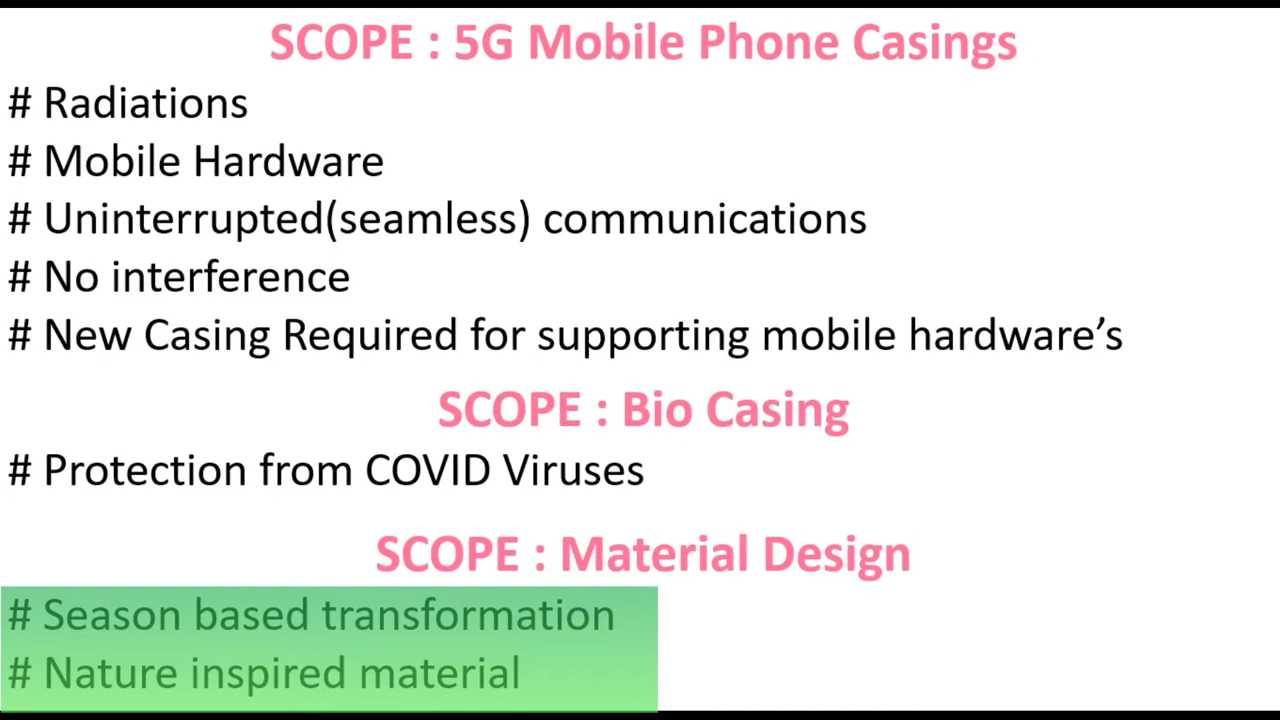 SCOPE : 5G Mobile Phone Casings
# Radiations
# Mobile Hardware
# Uninterrupted(seamless) communications
# No interference
# New Casing Required for supporting mobile hardware’s
SCOPE : Bio Casing
# Protection from COVID Viruses
SCOPE : Material Design
# Season based transformation
# Nature inspired material